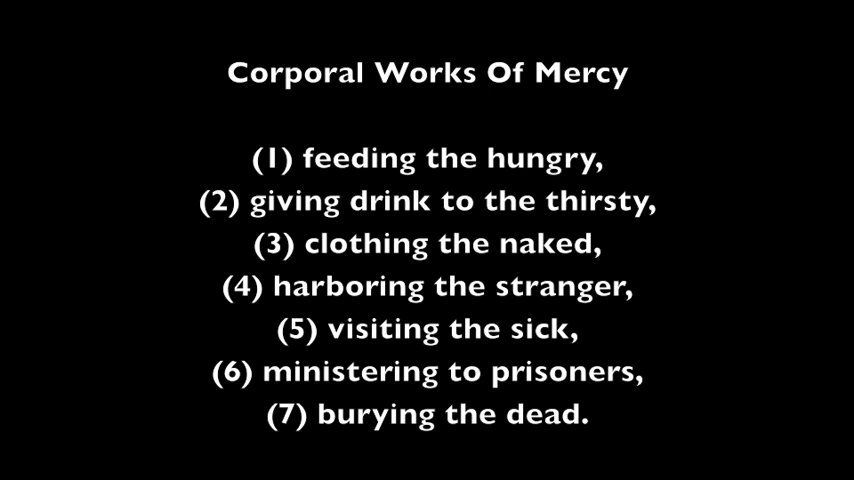 Corporal Works Of Mercy
(1) feeding the hungry,
(2) giving drink to the thirsty,
(3) clothing the naked,
(4) harboring the stranger,
(5) visiting the sick,
(6) ministering to prisoners,
(7) burying the dead.